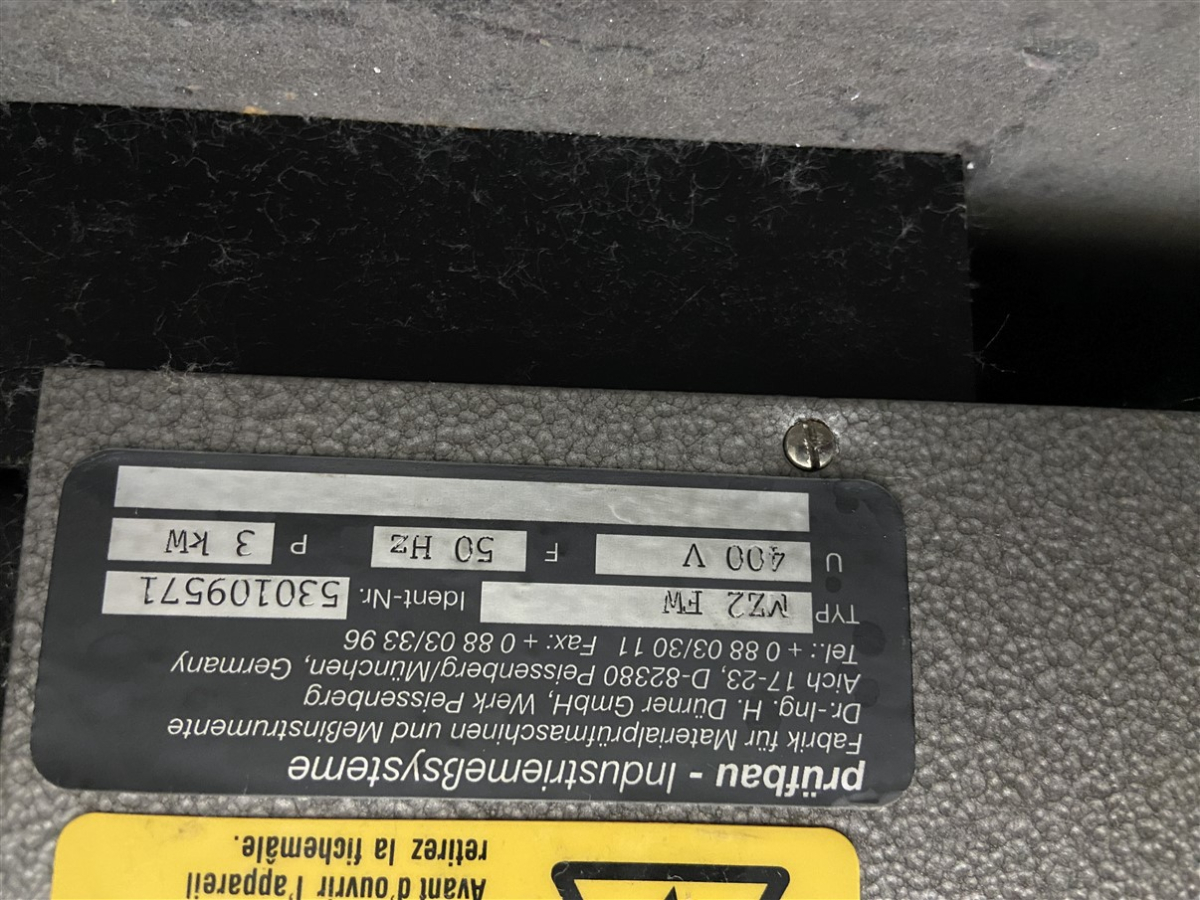 prüfbau - Industriemeßsysteme
Fabrik für Materialprüfmaschinen und Meßinstrumente
Dr.-Ing. H. Dürner GmbH, Werk Peissenberg
Aich 17-23, D-82380 Peissenberg/München, Germany
Tel.: + 0 88 03/30 11 Fax: + 0 88 03/33 96
TYP MZ2 FW Ident-Nr. 530109571
U 400 V F 50 Hz P 3 kW
Avant d'ouvrir l'appareil
retirez la fichemâle.